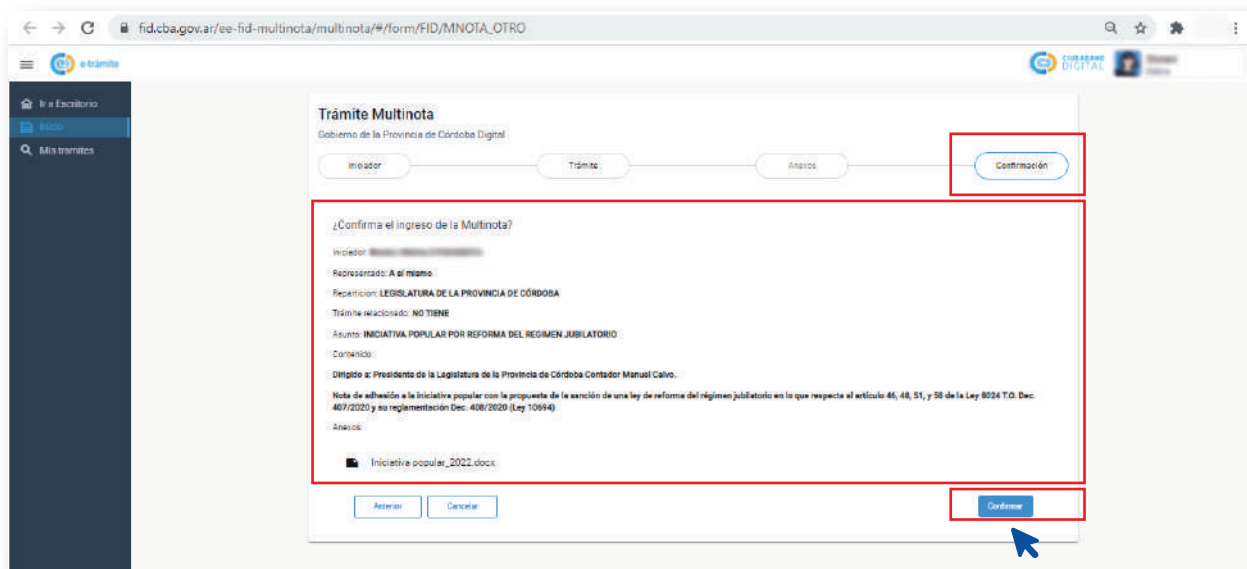 fid.cba.gov.ar/ee-fid-multinota/multinota/#/form/FID/MNOTA_OTRO
e-trámite
CIUDADANO
DIGITAL
Ir a Escritorio
Inicio
Mis tramites
Trámite Multinota
Gobierno de la Provincia de Córdoba Digital
Iniciador
Trámite
Anexos
Confirmación
¿Confirma el ingreso de la Multinota?
Iniciador:
Representado: A sí mismo
Reparticion: LEGISLATURA DE LA PROVINCIA DE CÓRDOBA
Trámite relacionado: NO TIENE
Asunto: INICIATIVA POPULAR POR REFORMA DEL REGIMEN JUBILATORIO
Contenido:
Dirigido a: Presidente de la Legislatura de la Provincia de Córdoba Contador Manuel Calvo.
Nota de adhesión a la iniciativa popular con la propuesta de la sanción de una ley de reforma del régimen jubilatorio en lo que respecta al artículo 46, 48, 51, y 58 de la Ley 8024 T.O. Dec.
407/2020 y su reglamentación Dec. 408/2020 (Ley 10694)
Anexos:
Iniciativa popular_2022.docx
Anterior
Cancelar
Confirmar